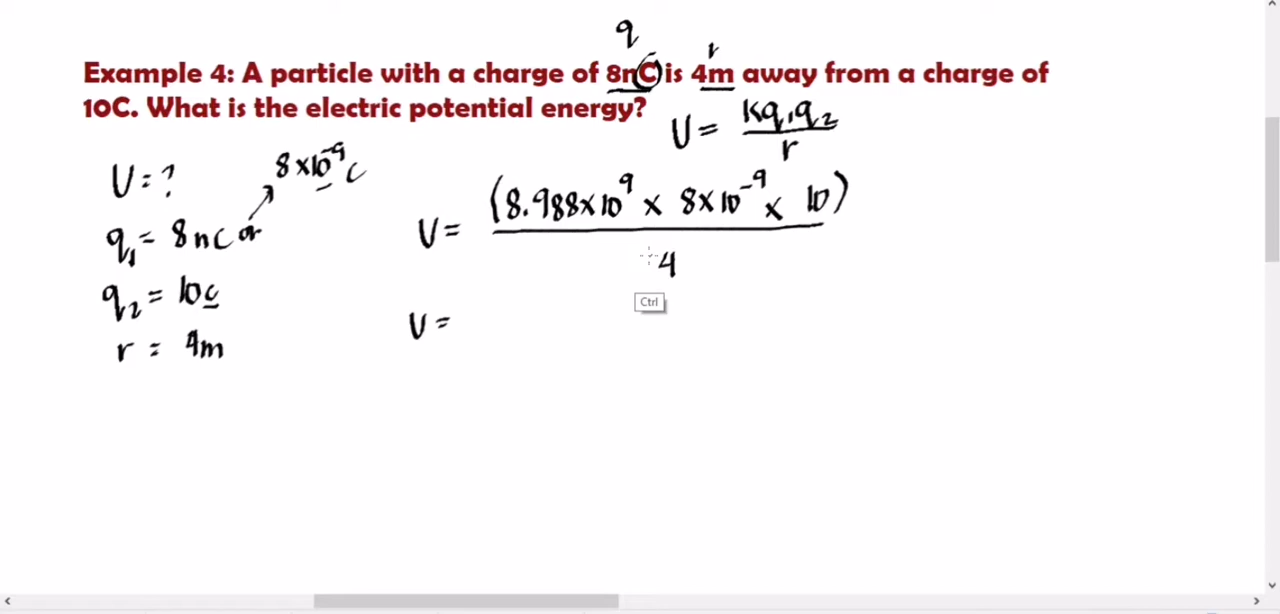 q r
Example 4: A particle with a charge of 8nC is 4m away from a charge of
10C. What is the electric potential energy?
U = Kq₁q₂ / r
U = ?
8×10⁻⁹ C
q₁ = 8nC or
U = (8.988×10⁹ × 8×10⁻⁹ × 10) / 4
q₂ = 10C
Ctrl
U =
r = 4m